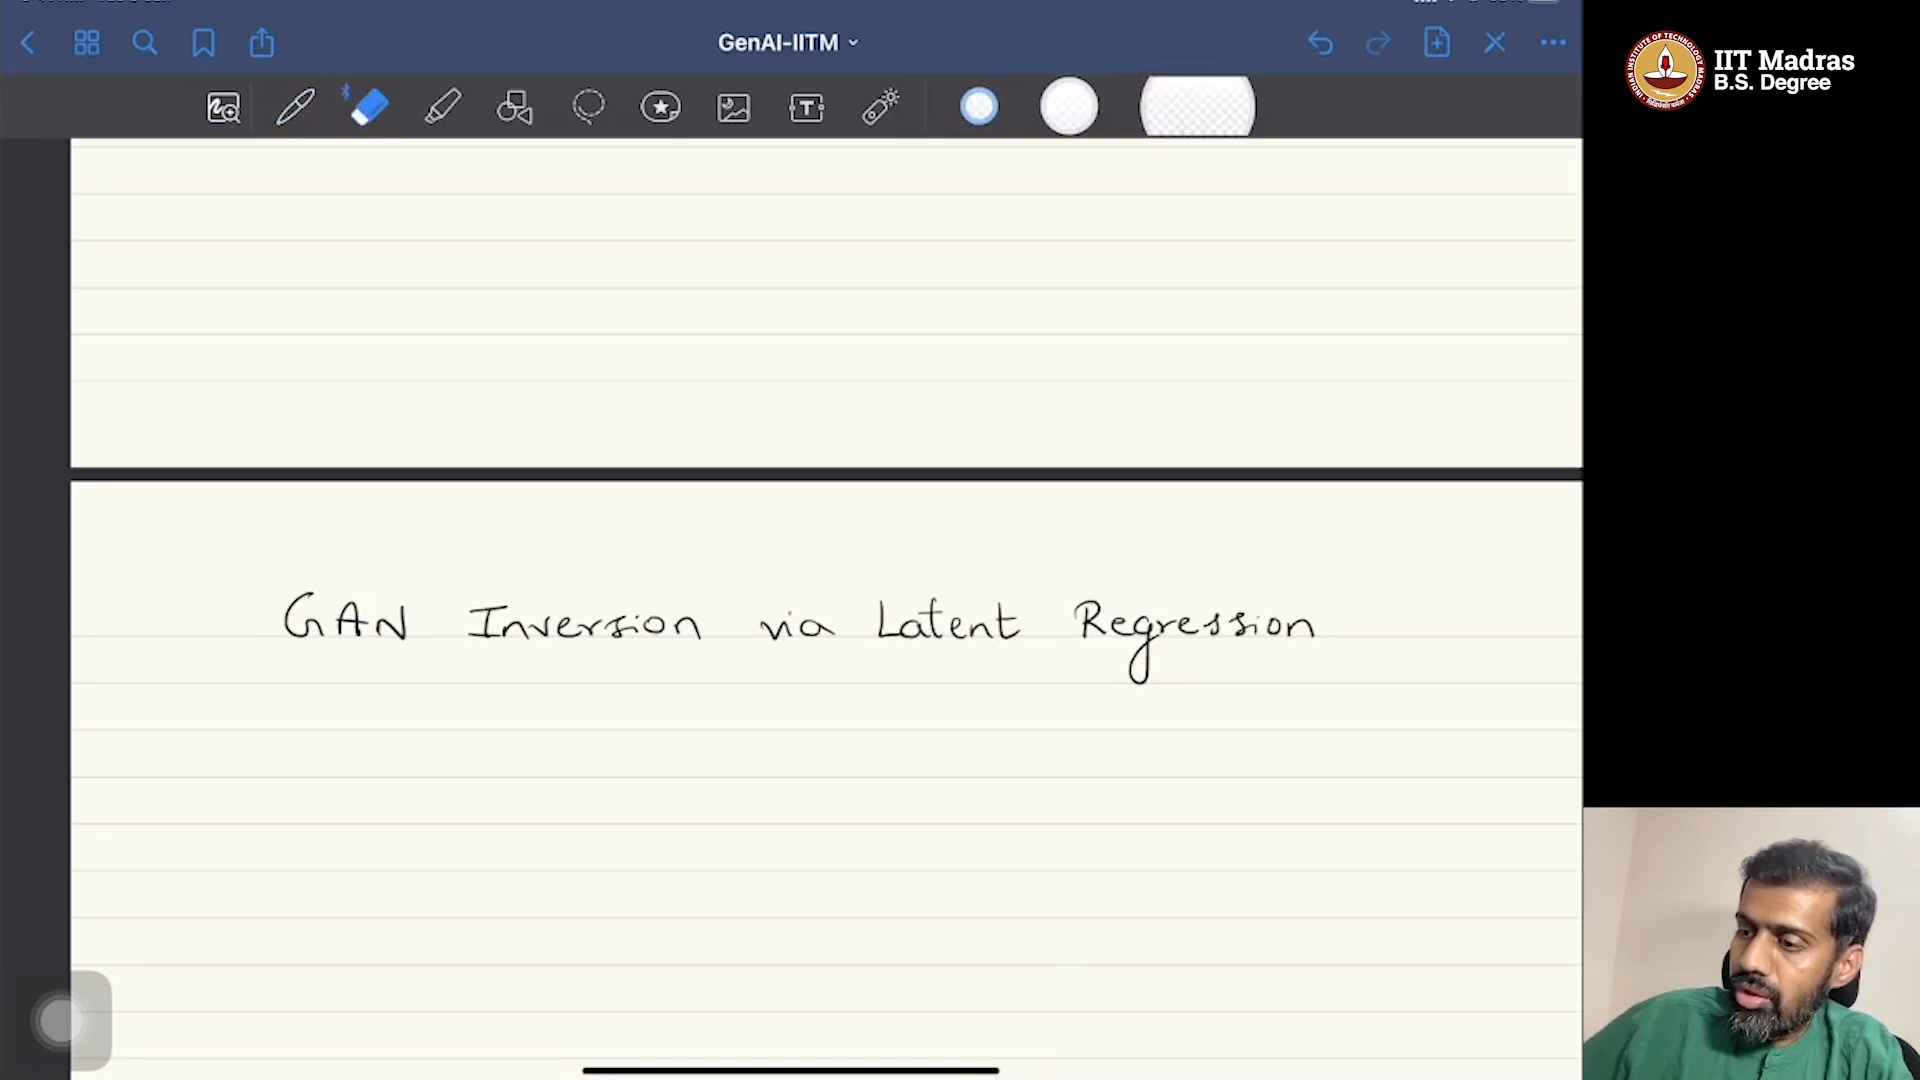 GenAI-IITM
IIT Madras
B.S. Degree
GAN Inversion via Latent Regression